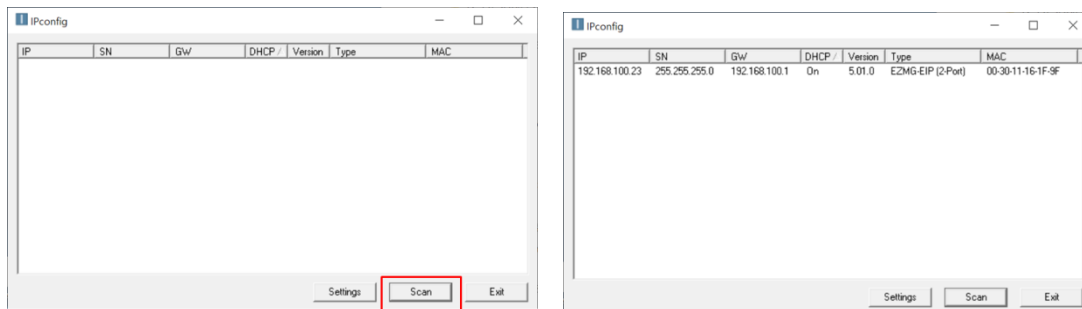 IPconfig
IP SN GW DHCP / Version Type MAC
Settings Scan Exit
IPconfig
IP SN GW DHCP / Version Type MAC
192.168.100.23 255.255.255.0 192.168.100.1 On 5.01.0 EZMG-EIP (2-Port) 00-30-11-16-1F-9F
Settings Scan Exit